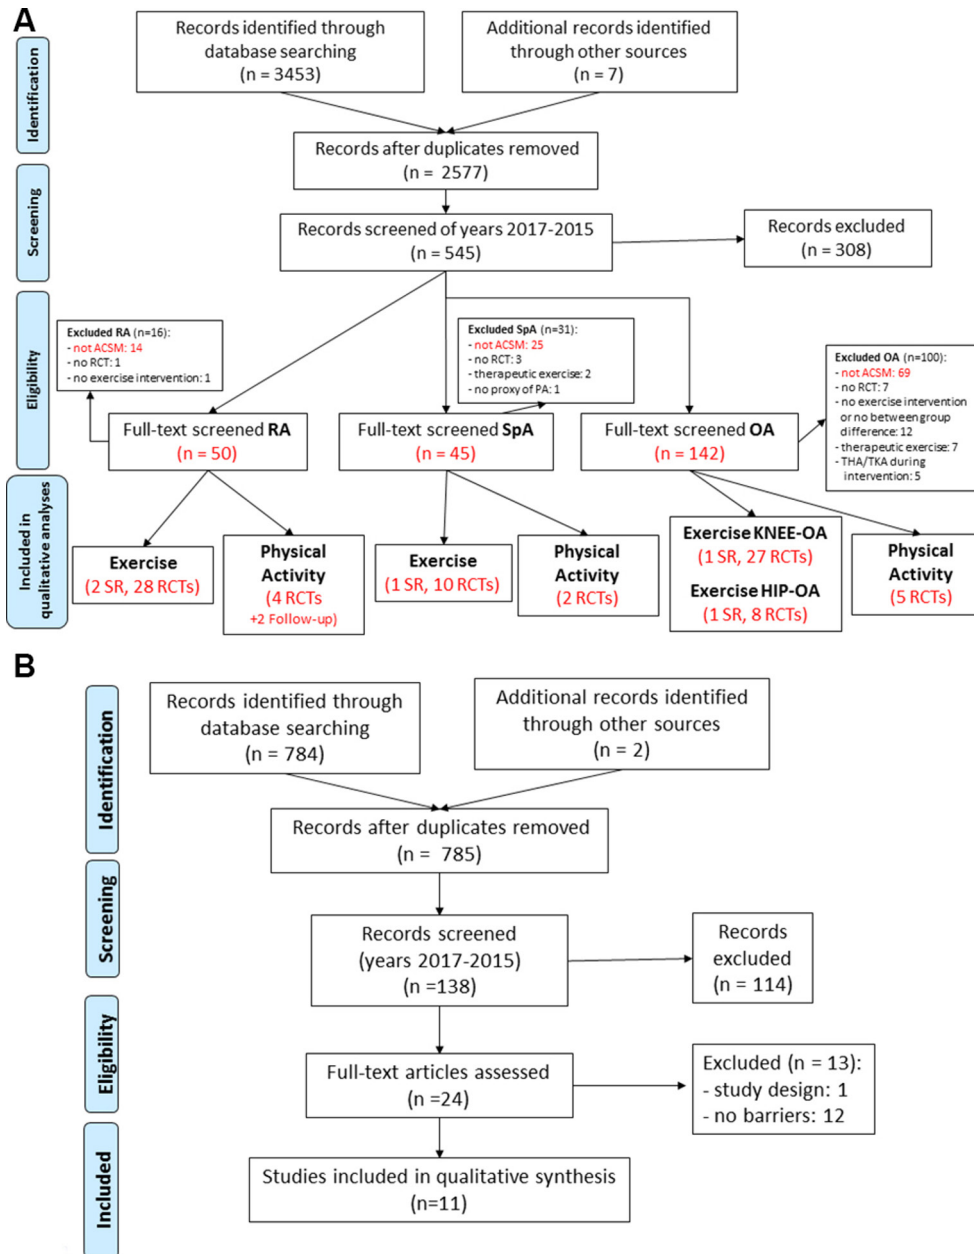 A
Identification
Records identified through
database searching
(n = 3453)
Additional records identified
through other sources
(n = 7)
Records after duplicates removed
(n = 2577)
Screening
Records screened of years 2017-2015
(n = 545)
Records excluded
(n = 308)
Eligibility
Excluded RA (n=16):
- not ACSM: 14
- no RCT: 1
- no exercise intervention: 1
Excluded SpA (n=31):
- not ACSM: 25
- no RCT: 3
- therapeutic exercise: 2
- no proxy of PA: 1
Excluded OA (n=100):
- not ACSM: 69
- no RCT: 7
- no exercise intervention
or no between group
difference: 12
- therapeutic exercise: 7
- THA/TKA during
intervention: 5
Full-text screened RA
(n = 50)
Full-text screened SpA
(n = 45)
Full-text screened OA
(n = 142)
Included in
qualitative analyses
Exercise
(2 SR, 28 RCTs)
Physical
Activity
(4 RCTs
+2 Follow-up)
Exercise
(1 SR, 10 RCTs)
Physical
Activity
(2 RCTs)
Exercise KNEE-OA
(1 SR, 27 RCTs)
Exercise HIP-OA
(1 SR, 8 RCTs)
Physical
Activity
(5 RCTs)
B
Identification
Records identified through
database searching
(n = 784)
Additional records identified
through other sources
(n = 2)
Records after duplicates removed
(n = 785)
Screening
Records screened
(years 2017-2015)
(n =138)
Records
excluded
(n = 114)
Eligibility
Full-text articles assessed
(n =24)
Excluded (n = 13):
- study design: 1
- no barriers: 12
Included
Studies included in qualitative synthesis
(n=11)